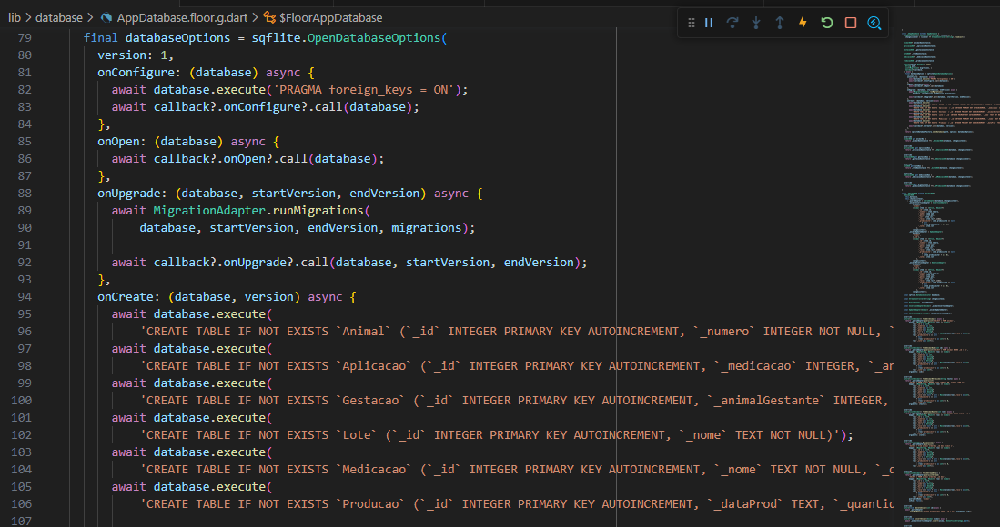 lib > database > AppDatabase.floor.g.dart > $FloorAppDatabase
79 final databaseOptions = sqflite.OpenDatabaseOptions(
80 version: 1,
81 onConfigure: (database) async {
82 await database.execute('PRAGMA foreign_keys = ON');
83 await callback?.onConfigure?.call(database);
84 },
85 onOpen: (database) async {
86 await callback?.onOpen?.call(database);
87 },
88 onUpgrade: (database, startVersion, endVersion) async {
89 await MigrationAdapter.runMigrations(
90 database, startVersion, endVersion, migrations);
91
92 await callback?.onUpgrade?.call(database, startVersion, endVersion);
93 },
94 onCreate: (database, version) async {
95 await database.execute(
96 'CREATE TABLE IF NOT EXISTS `Animal` (`_id` INTEGER PRIMARY KEY AUTOINCREMENT, `_numero` INTEGER NOT NULL, `
97 await database.execute(
98 'CREATE TABLE IF NOT EXISTS `Aplicacao` (`_id` INTEGER PRIMARY KEY AUTOINCREMENT, `_medicacao` INTEGER, `_an
99 await database.execute(
100 'CREATE TABLE IF NOT EXISTS `Gestacao` (`_id` INTEGER PRIMARY KEY AUTOINCREMENT, `_animalGestante` INTEGER,
101 await database.execute(
102 'CREATE TABLE IF NOT EXISTS `Lote` (`_id` INTEGER PRIMARY KEY AUTOINCREMENT, `_nome` TEXT NOT NULL)');
103 await database.execute(
104 'CREATE TABLE IF NOT EXISTS `Medicacao` (`_id` INTEGER PRIMARY KEY AUTOINCREMENT, `_nome` TEXT NOT NULL, `_d
105 await database.execute(
106 'CREATE TABLE IF NOT EXISTS `Producao` (`_id` INTEGER PRIMARY KEY AUTOINCREMENT, `_dataProd` TEXT, `_quantid
107